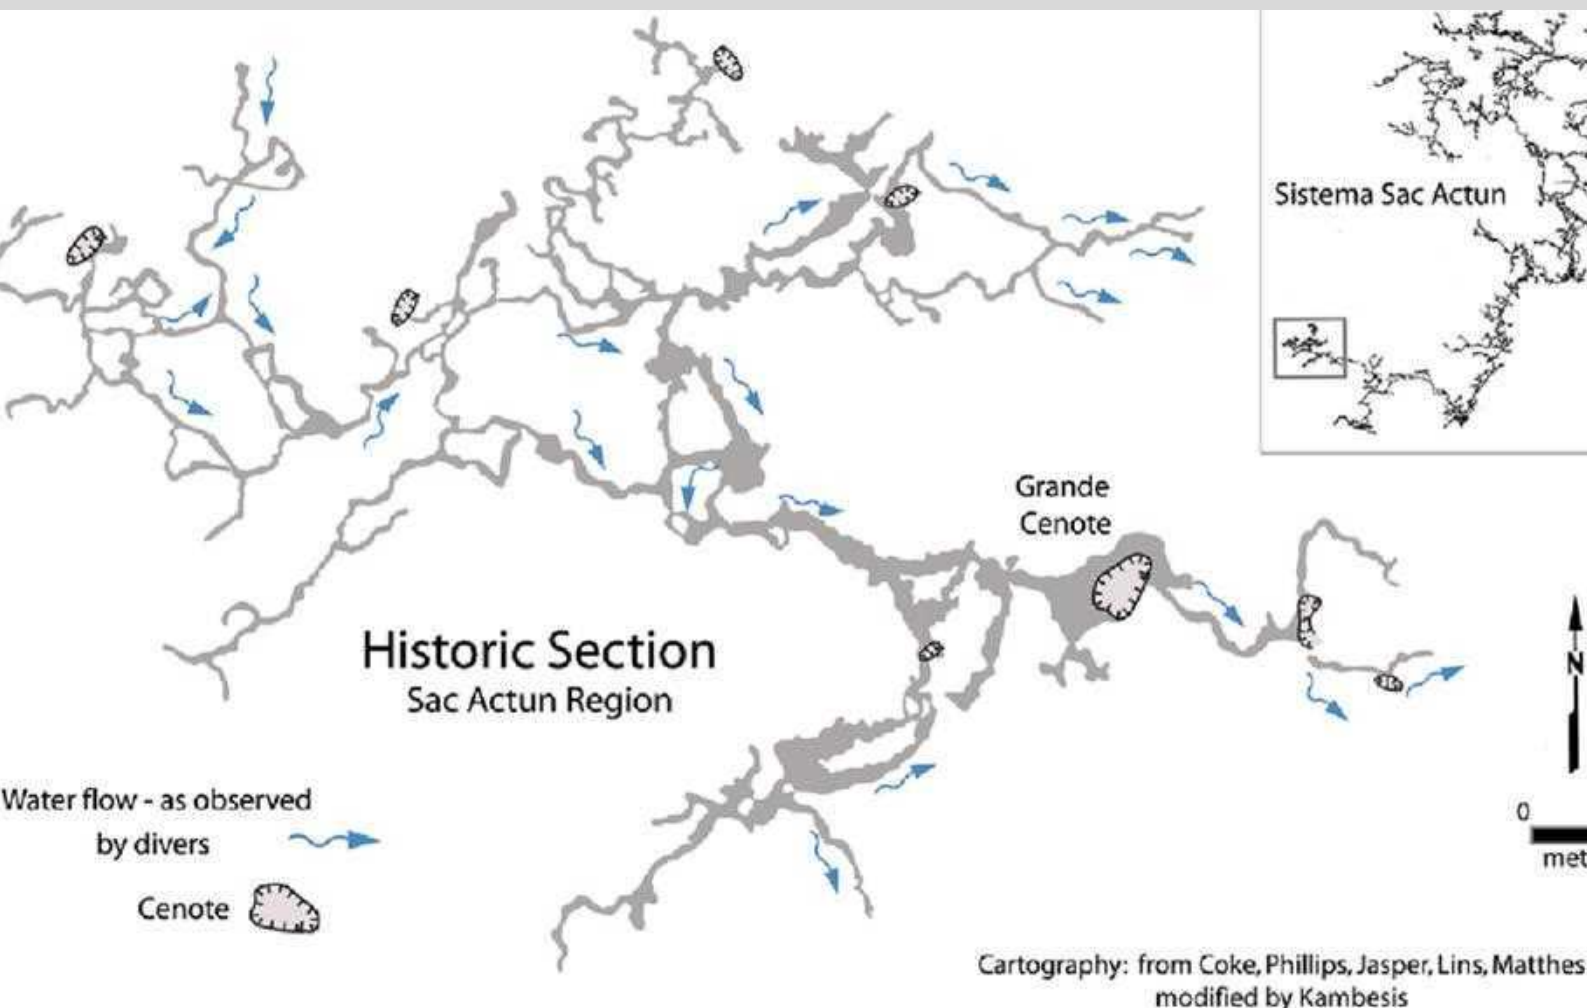 Sistema Sac Actun
Grande
Cenote
Historic Section
Sac Actun Region
N
Water flow - as observed
by divers
Cenote
0
met
Cartography: from Coke, Phillips, Jasper, Lins, Matthes
modified by Kambesis